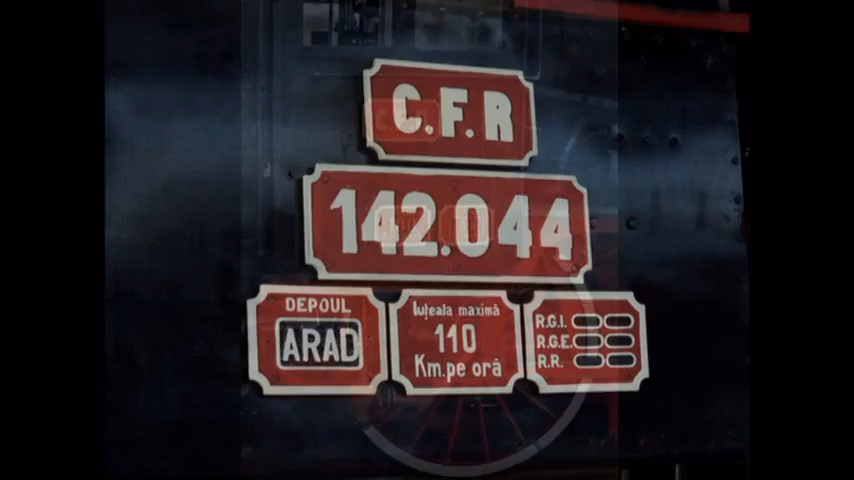 C.F.R
142.044
DEPOUL
ARAD
Iuțeala maximă
110
Km.pe oră
R.G.I.
R.G.E.
R.R.